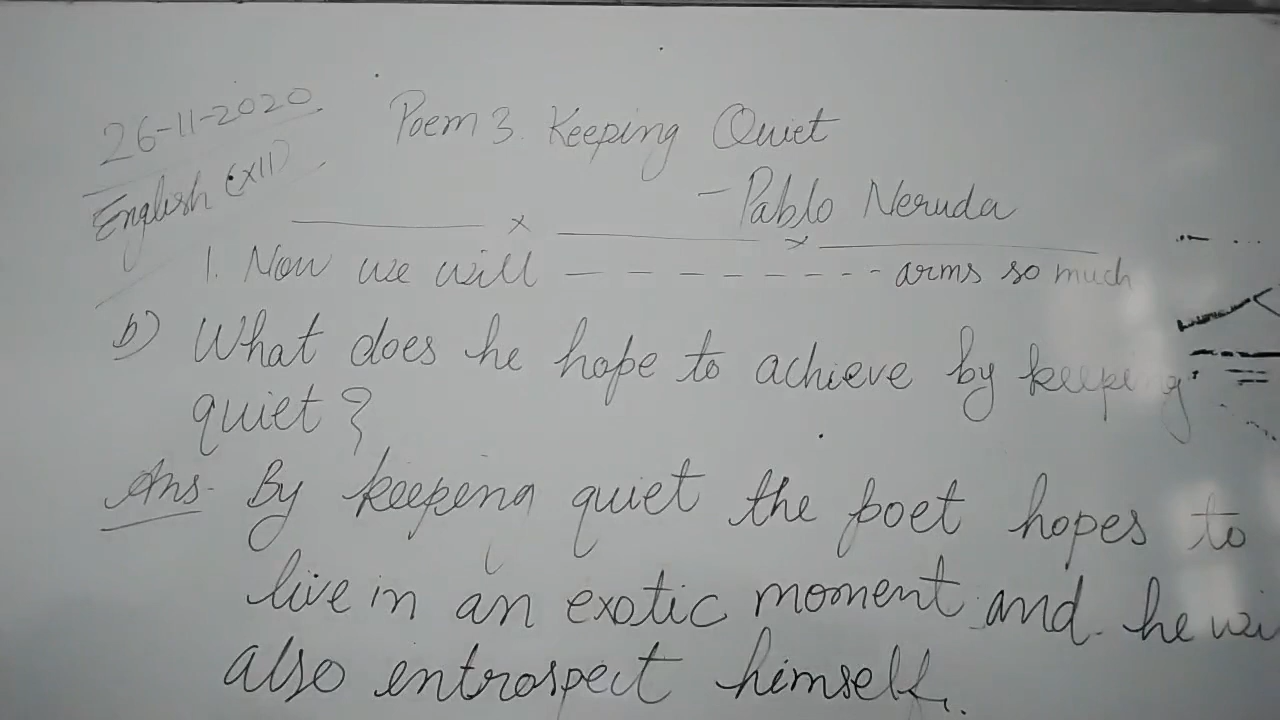 26-11-2020.
English (XII)
Poem 3. Keeping Quiet
- Pablo Neruda
1. Now we will - - - - - - - - - arms so much
b) What does he hope to achieve by keeping
quiet?
Ans. By keeping quiet the poet hopes to
live in an exotic moment and he wi
also entrospect himself.